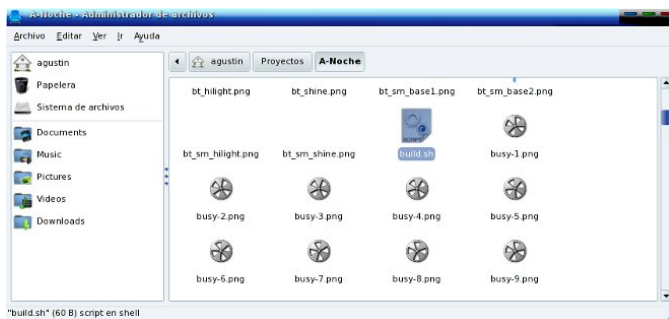 A-Noche - Administrador de archivos
Archivo Editar Ver Ir Ayuda
agustin
Papelera
Sistema de archivos
Documents
Music
Pictures
Videos
Downloads
agustin Proyectos A-Noche
bt_hilight.png bt_shine.png bt_sm_base1.png bt_sm_base2.png
SCRIPT
bt_sm_hilight.png bt_sm_shine.png build.sh busy-1.png
busy-2.png busy-3.png busy-4.png busy-5.png
busy-6.png busy-7.png busy-8.png busy-9.png
"build.sh" (60 B) script en shell